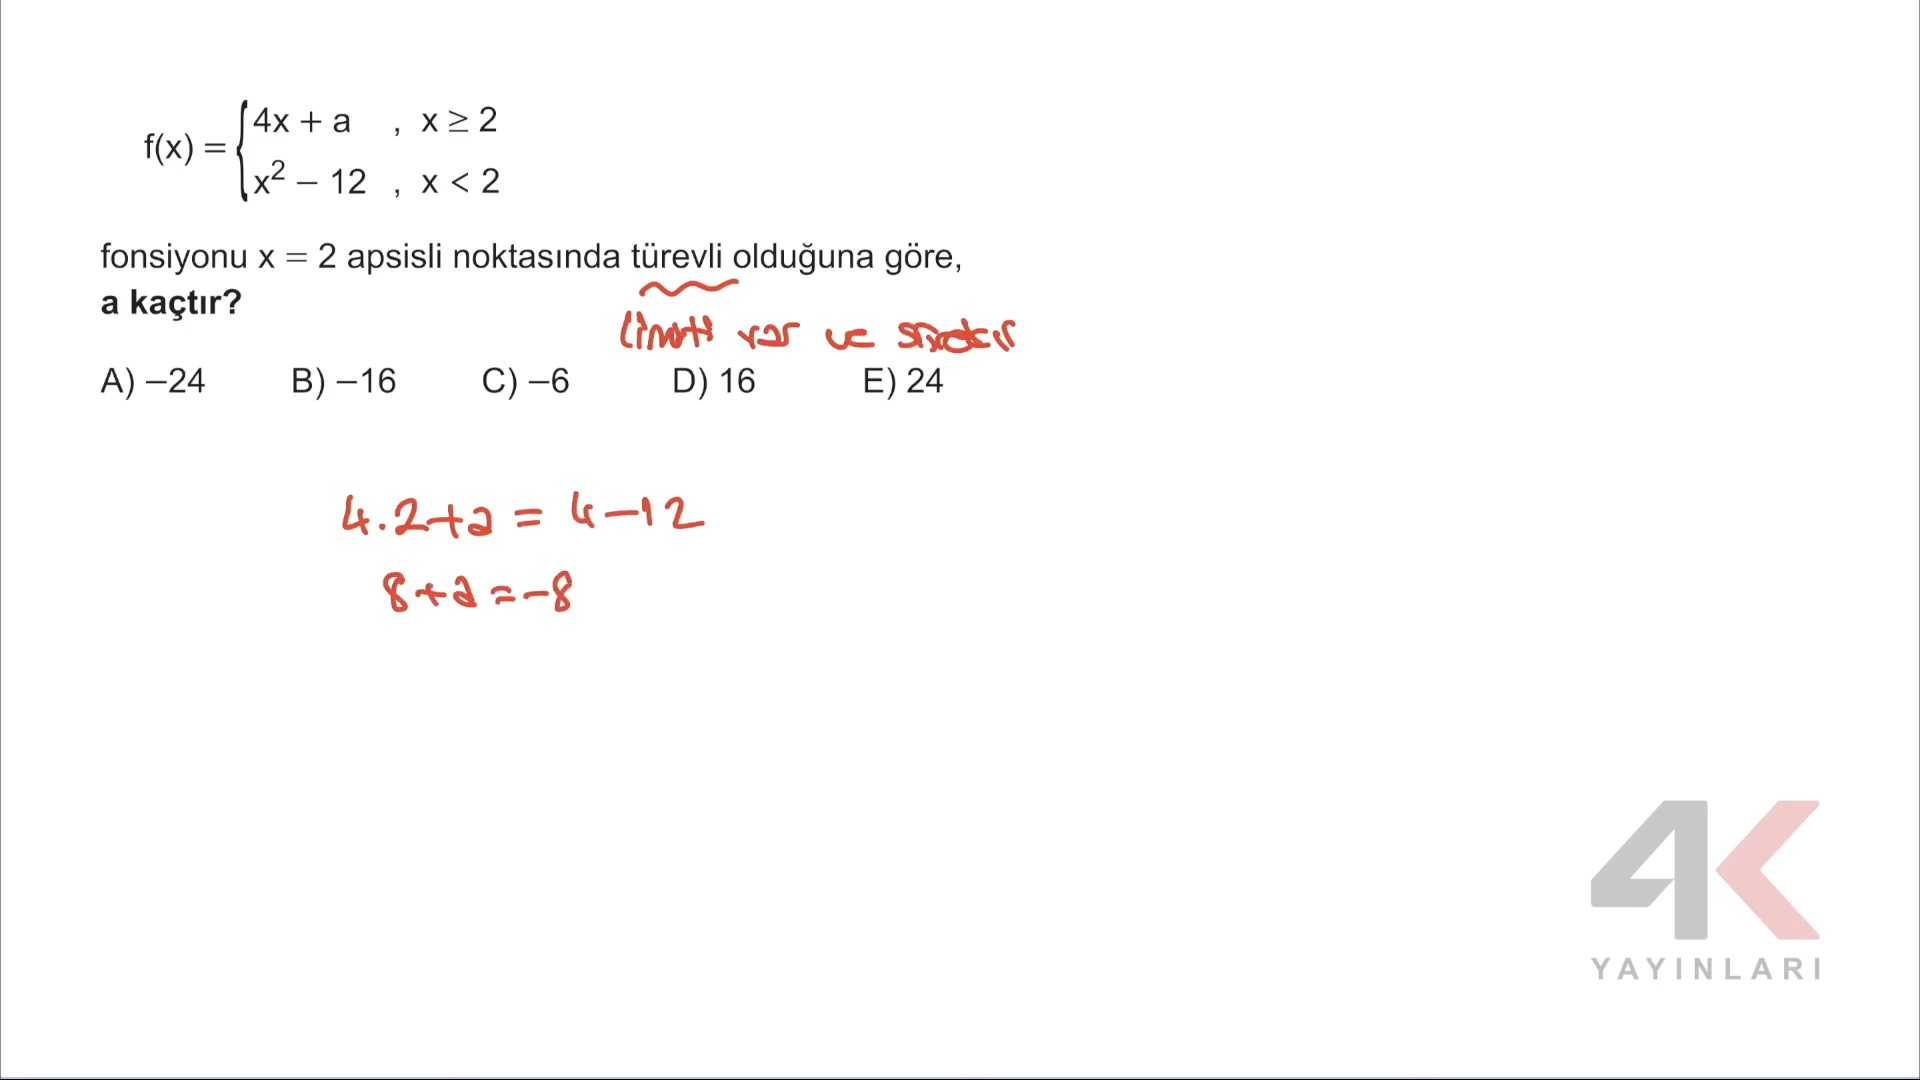 f(x) = { 4x + a , x ≥ 2
x² – 12 , x < 2
fonsiyonu x = 2 apsisli noktasında türevli olduğuna göre,
a kaçtır?
limiti var ve sürekli
A) –24 B) –16 C) –6 D) 16 E) 24
4.2+a = 4–12
8+a = –8
4K
YAYINLARI